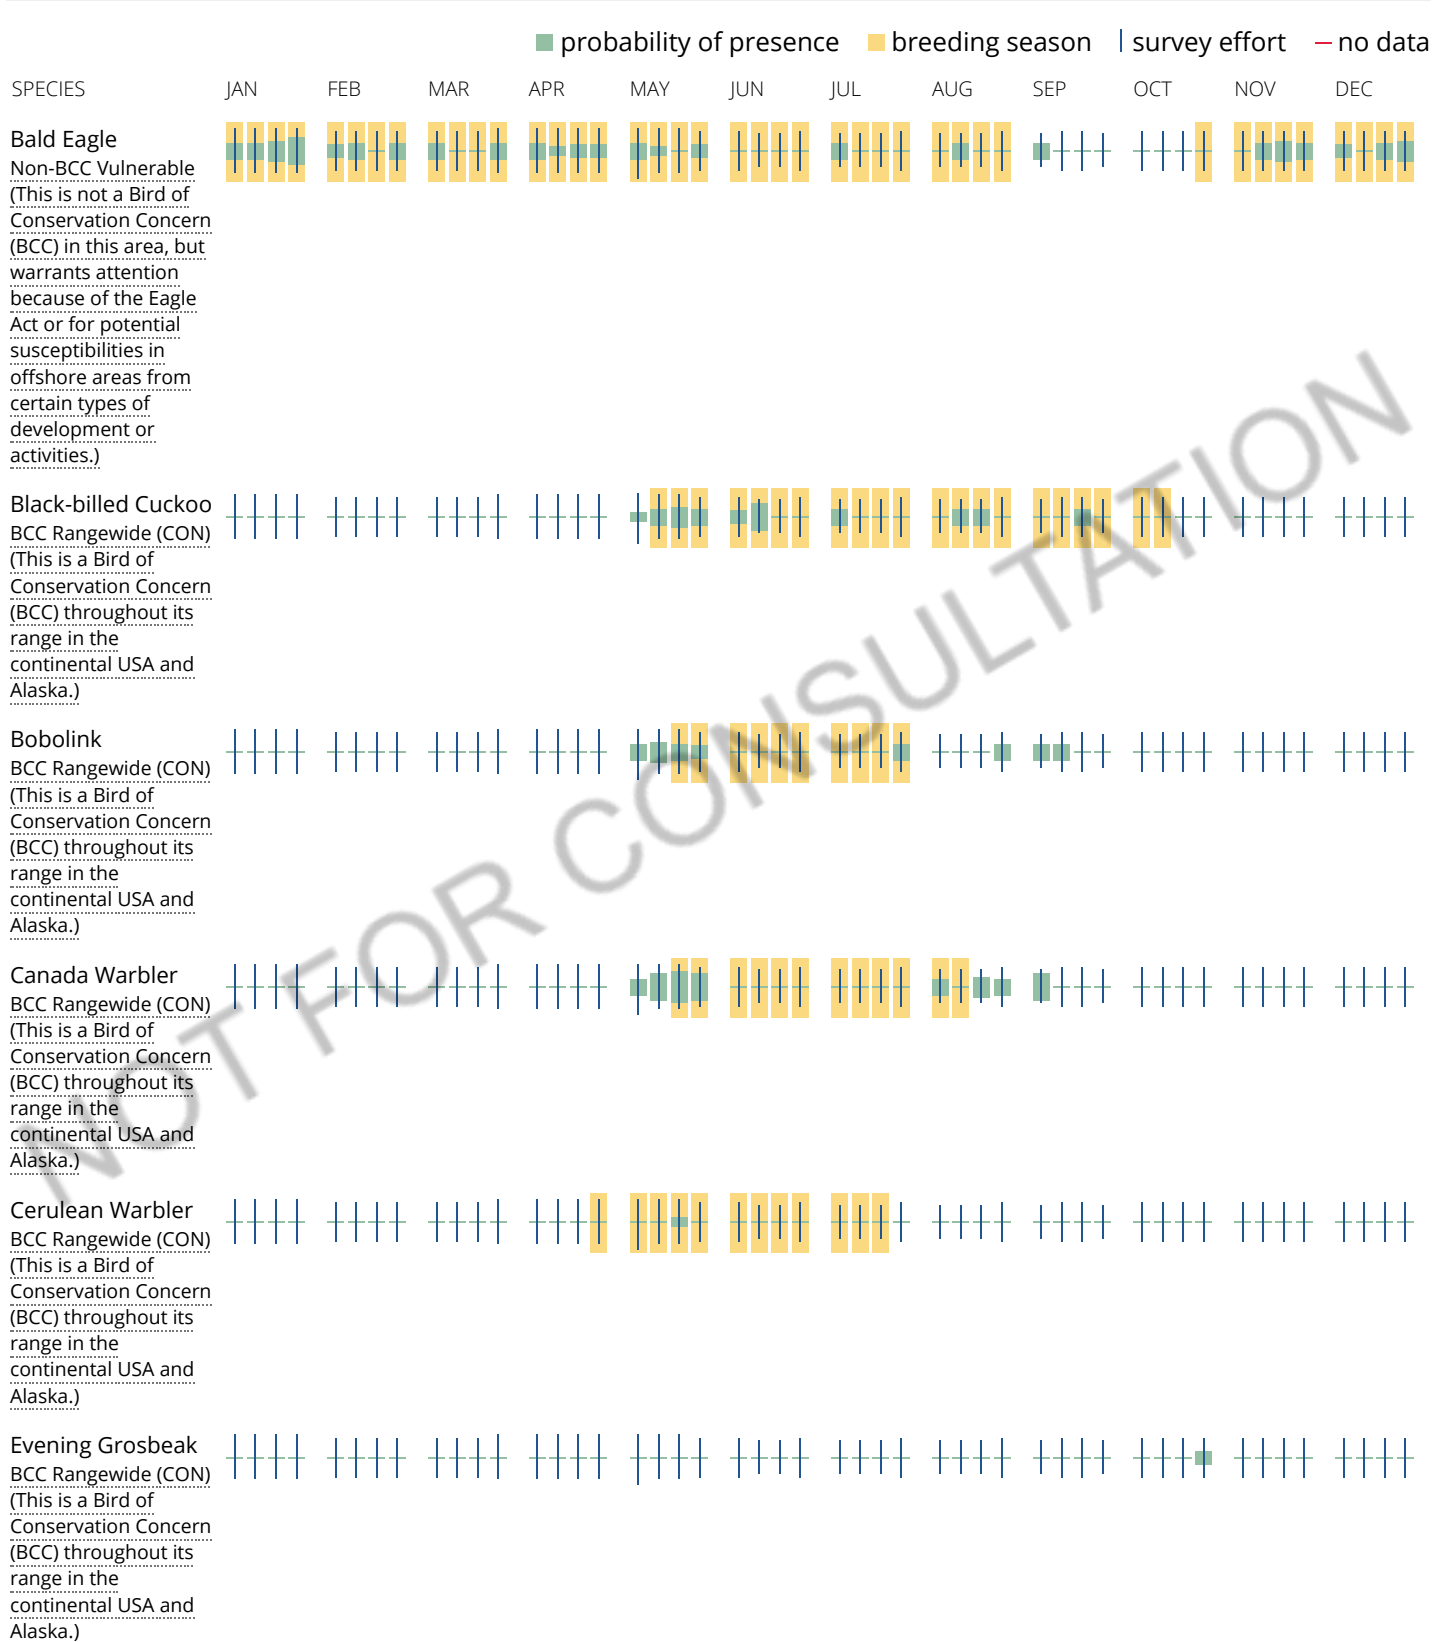 probability of presence breeding season survey effort no data
SPECIES JAN FEB MAR APR MAY JUN JUL AUG SEP OCT NOV DEC
Bald Eagle
Non-BCC Vulnerable
(This is not a Bird of
Conservation Concern
(BCC) in this area, but
warrants attention
because of the Eagle
Act or for potential
susceptibilities in
offshore areas from
certain types of
development or
activities.)
Black-billed Cuckoo
BCC Rangewide (CON)
(This is a Bird of
Conservation Concern
(BCC) throughout its
range in the
continental USA and
Alaska.)
Bobolink
BCC Rangewide (CON)
(This is a Bird of
Conservation Concern
(BCC) throughout its
range in the
continental USA and
Alaska.)
Canada Warbler
BCC Rangewide (CON)
(This is a Bird of
Conservation Concern
(BCC) throughout its
range in the
continental USA and
Alaska.)
Cerulean Warbler
BCC Rangewide (CON)
(This is a Bird of
Conservation Concern
(BCC) throughout its
range in the
continental USA and
Alaska.)
Evening Grosbeak
BCC Rangewide (CON)
(This is a Bird of
Conservation Concern
(BCC) throughout its
range in the
continental USA and
Alaska.)
NOT FOR CONSULTATION